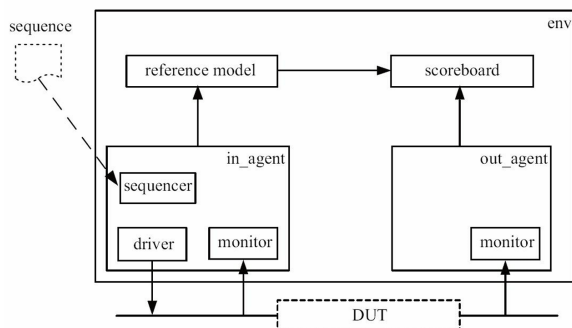 sequence
env
reference model
scoreboard
in_agent
out_agent
sequencer
driver
monitor
monitor
DUT